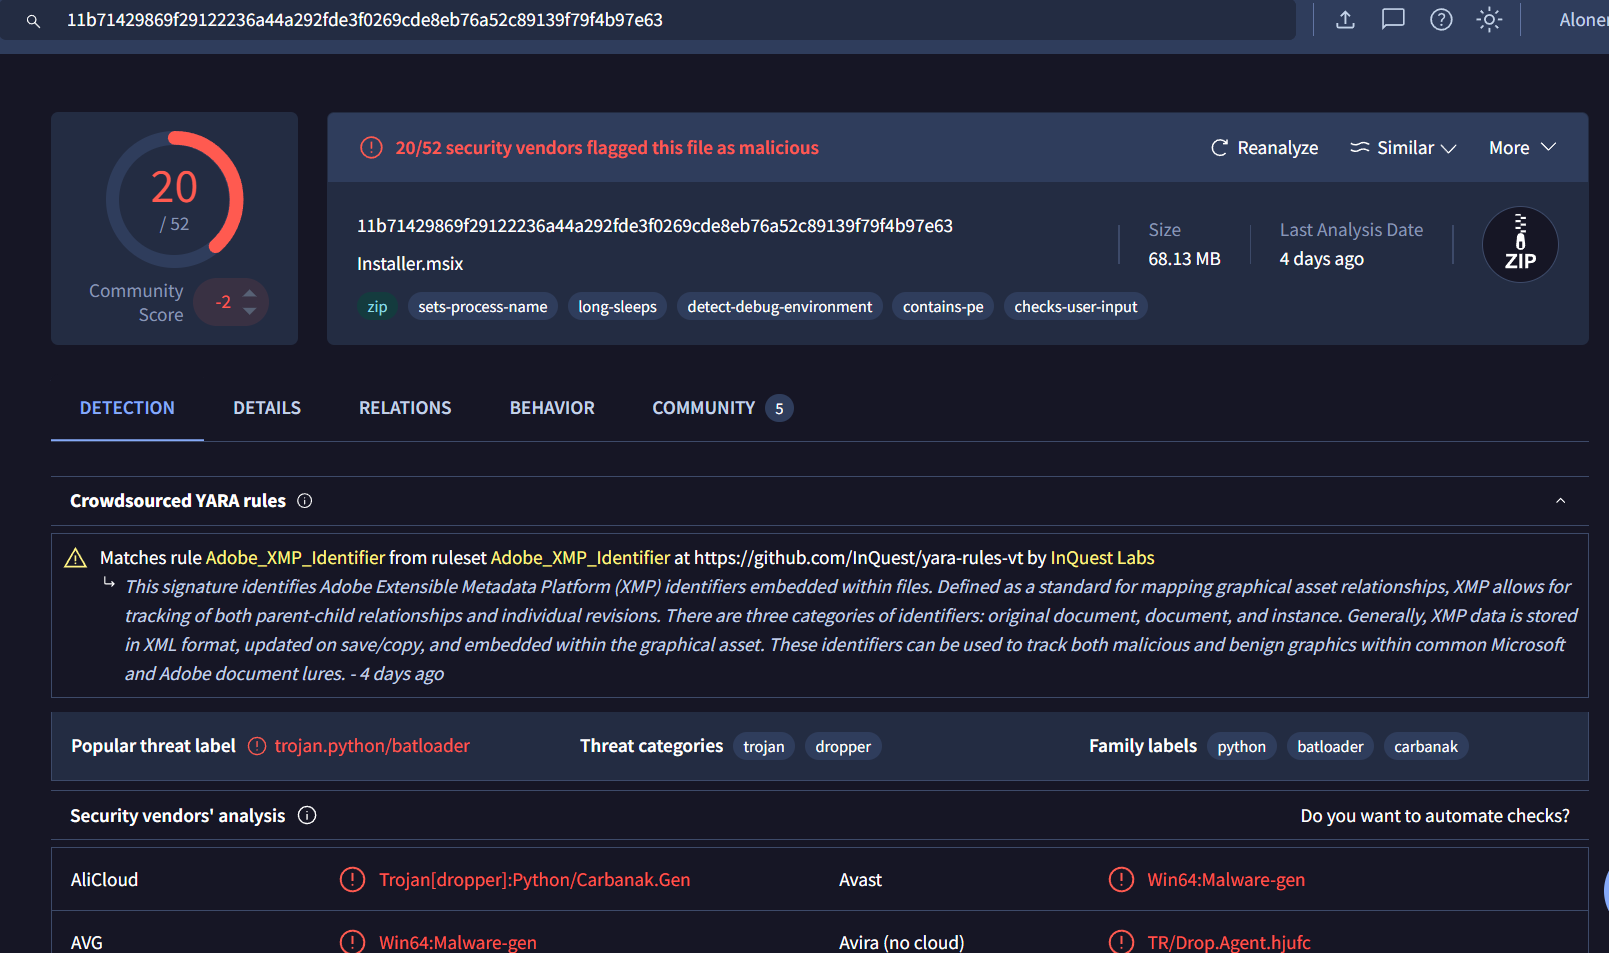 11b71429869f29122236a44a292fde3f0269cde8eb76a52c89139f79f4b97e63
Aloner
20
/ 52
Community
Score
-2
20/52 security vendors flagged this file as malicious
Reanalyze
Similar
More
11b71429869f29122236a44a292fde3f0269cde8eb76a52c89139f79f4b97e63
Installer.msix
Size
68.13 MB
Last Analysis Date
4 days ago
ZIP
zip
sets-process-name
long-sleeps
detect-debug-environment
contains-pe
checks-user-input
DETECTION
DETAILS
RELATIONS
BEHAVIOR
COMMUNITY 5
Crowdsourced YARA rules
Matches rule Adobe_XMP_Identifier from ruleset Adobe_XMP_Identifier at https://github.com/InQuest/yara-rules-vt by InQuest Labs
This signature identifies Adobe Extensible Metadata Platform (XMP) identifiers embedded within files. Defined as a standard for mapping graphical asset relationships, XMP allows for
tracking of both parent-child relationships and individual revisions. There are three categories of identifiers: original document, document, and instance. Generally, XMP data is stored
in XML format, updated on save/copy, and embedded within the graphical asset. These identifiers can be used to track both malicious and benign graphics within common Microsoft
and Adobe document lures. - 4 days ago
Popular threat label trojan.python/batloader
Threat categories trojan dropper
Family labels python batloader carbanak
Security vendors' analysis
Do you want to automate checks?
AliCloud
Trojan[dropper]:Python/Carbanak.Gen
Avast
Win64:Malware-gen
AVG
Win64:Malware-gen
Avira (no cloud)
TR/Drop.Agent.hjufc